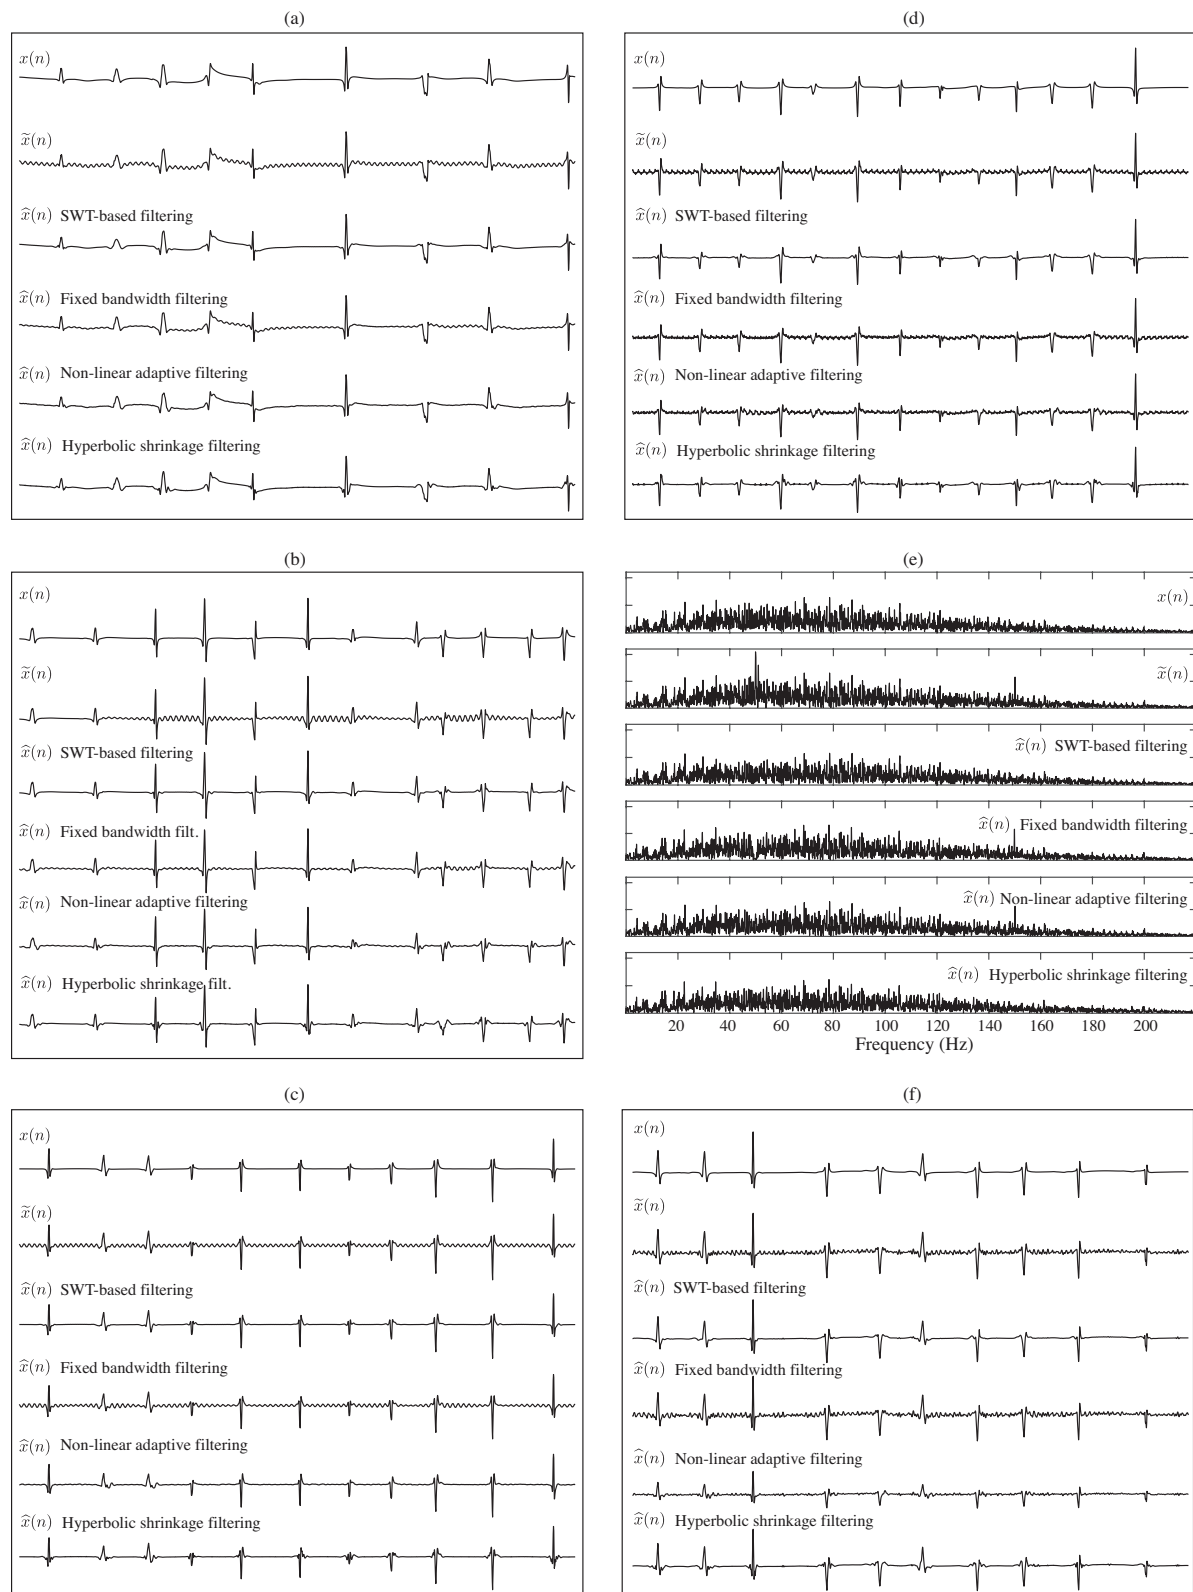 (a)
x(n)
x̃(n)
x̂(n) SWT-based filtering
x̂(n) Fixed bandwidth filtering
x̂(n) Non-linear adaptive filtering
x̂(n) Hyperbolic shrinkage filtering
(d)
x(n)
x̃(n)
x̂(n) SWT-based filtering
x̂(n) Fixed bandwidth filtering
x̂(n) Non-linear adaptive filtering
x̂(n) Hyperbolic shrinkage filtering
(b)
x(n)
x̃(n)
x̂(n) SWT-based filtering
x̂(n) Fixed bandwidth filt.
x̂(n) Non-linear adaptive filtering
x̂(n) Hyperbolic shrinkage filt.
(e)
x(n)
x̃(n)
x̂(n) SWT-based filtering
x̂(n) Fixed bandwidth filtering
x̂(n) Non-linear adaptive filtering
x̂(n) Hyperbolic shrinkage filtering
20 40 60 80 100 120 140 160 180 200
Frequency (Hz)
(c)
x(n)
x̃(n)
x̂(n) SWT-based filtering
x̂(n) Fixed bandwidth filtering
x̂(n) Non-linear adaptive filtering
x̂(n) Hyperbolic shrinkage filtering
(f)
x(n)
x̃(n)
x̂(n) SWT-based filtering
x̂(n) Fixed bandwidth filtering
x̂(n) Non-linear adaptive filtering
x̂(n) Hyperbolic shrinkage filtering